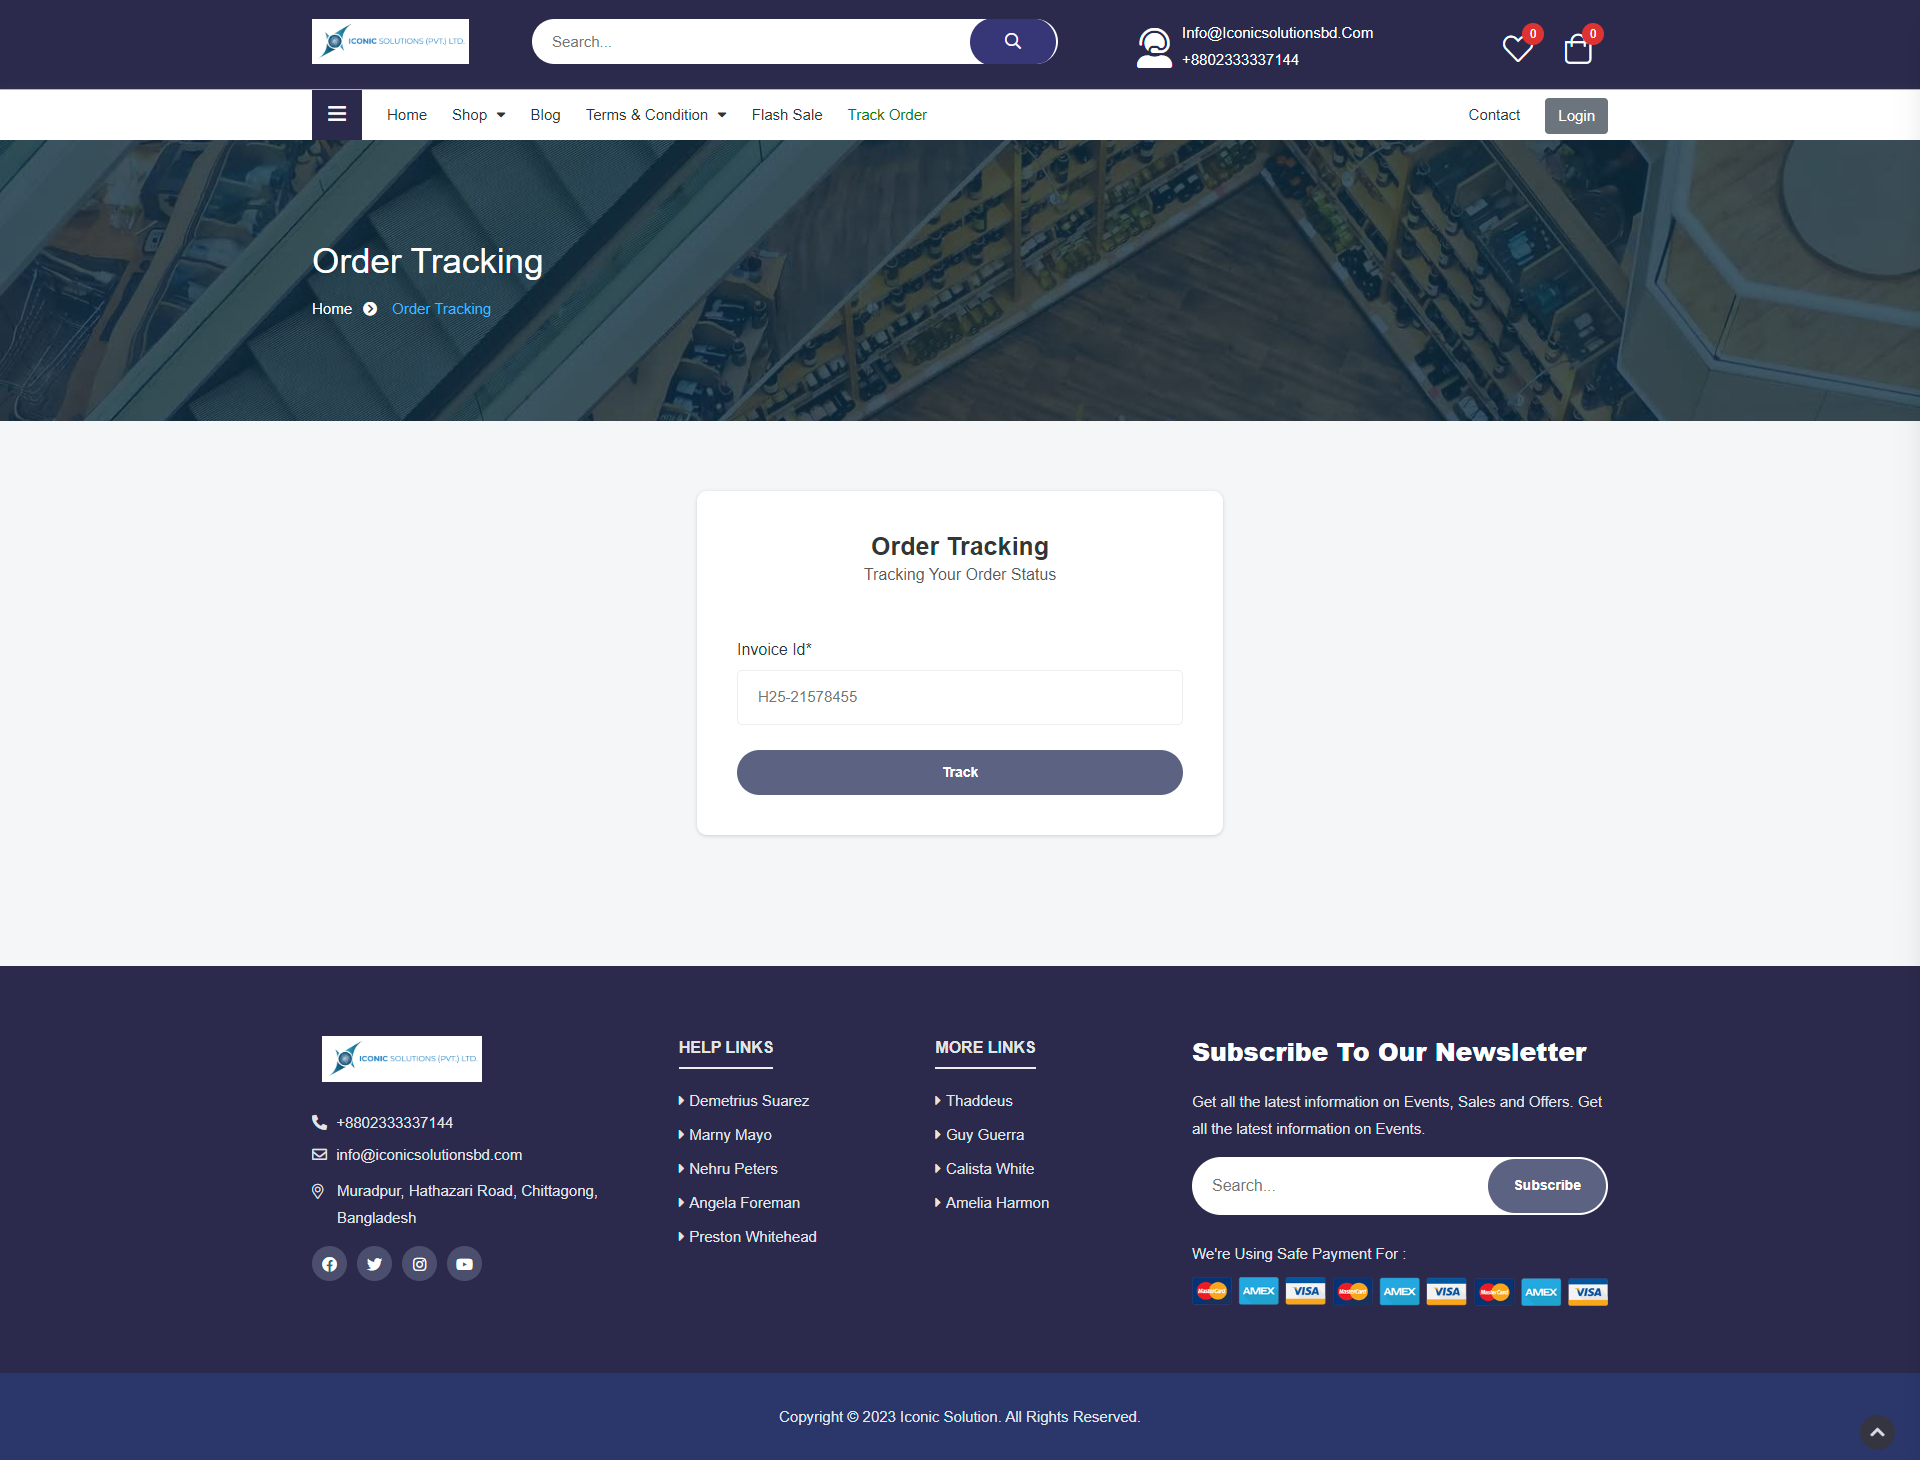 ICONIC SOLUTIONS (PVT.) LTD.
Search...
Info@Iconicsolutionsbd.Com
+8802333337144
0
0
Home
Shop
Blog
Terms & Condition
Flash Sale
Track Order
Contact
Login
Order Tracking
Home
Order Tracking
Order Tracking
Tracking Your Order Status
Invoice Id*
H25-21578455
Track
ICONIC SOLUTIONS (PVT.) LTD.
+8802333337144
info@iconicsolutionsbd.com
Muradpur, Hathazari Road, Chittagong,
Bangladesh
HELP LINKS
Demetrius Suarez
Marny Mayo
Nehru Peters
Angela Foreman
Preston Whitehead
MORE LINKS
Thaddeus
Guy Guerra
Calista White
Amelia Harmon
Subscribe To Our Newsletter
Get all the latest information on Events, Sales and Offers. Get
all the latest information on Events.
Search...
Subscribe
We're Using Safe Payment For :
MasterCard AMEX VISA MasterCard AMEX VISA MasterCard AMEX VISA
Copyright © 2023 Iconic Solution. All Rights Reserved.